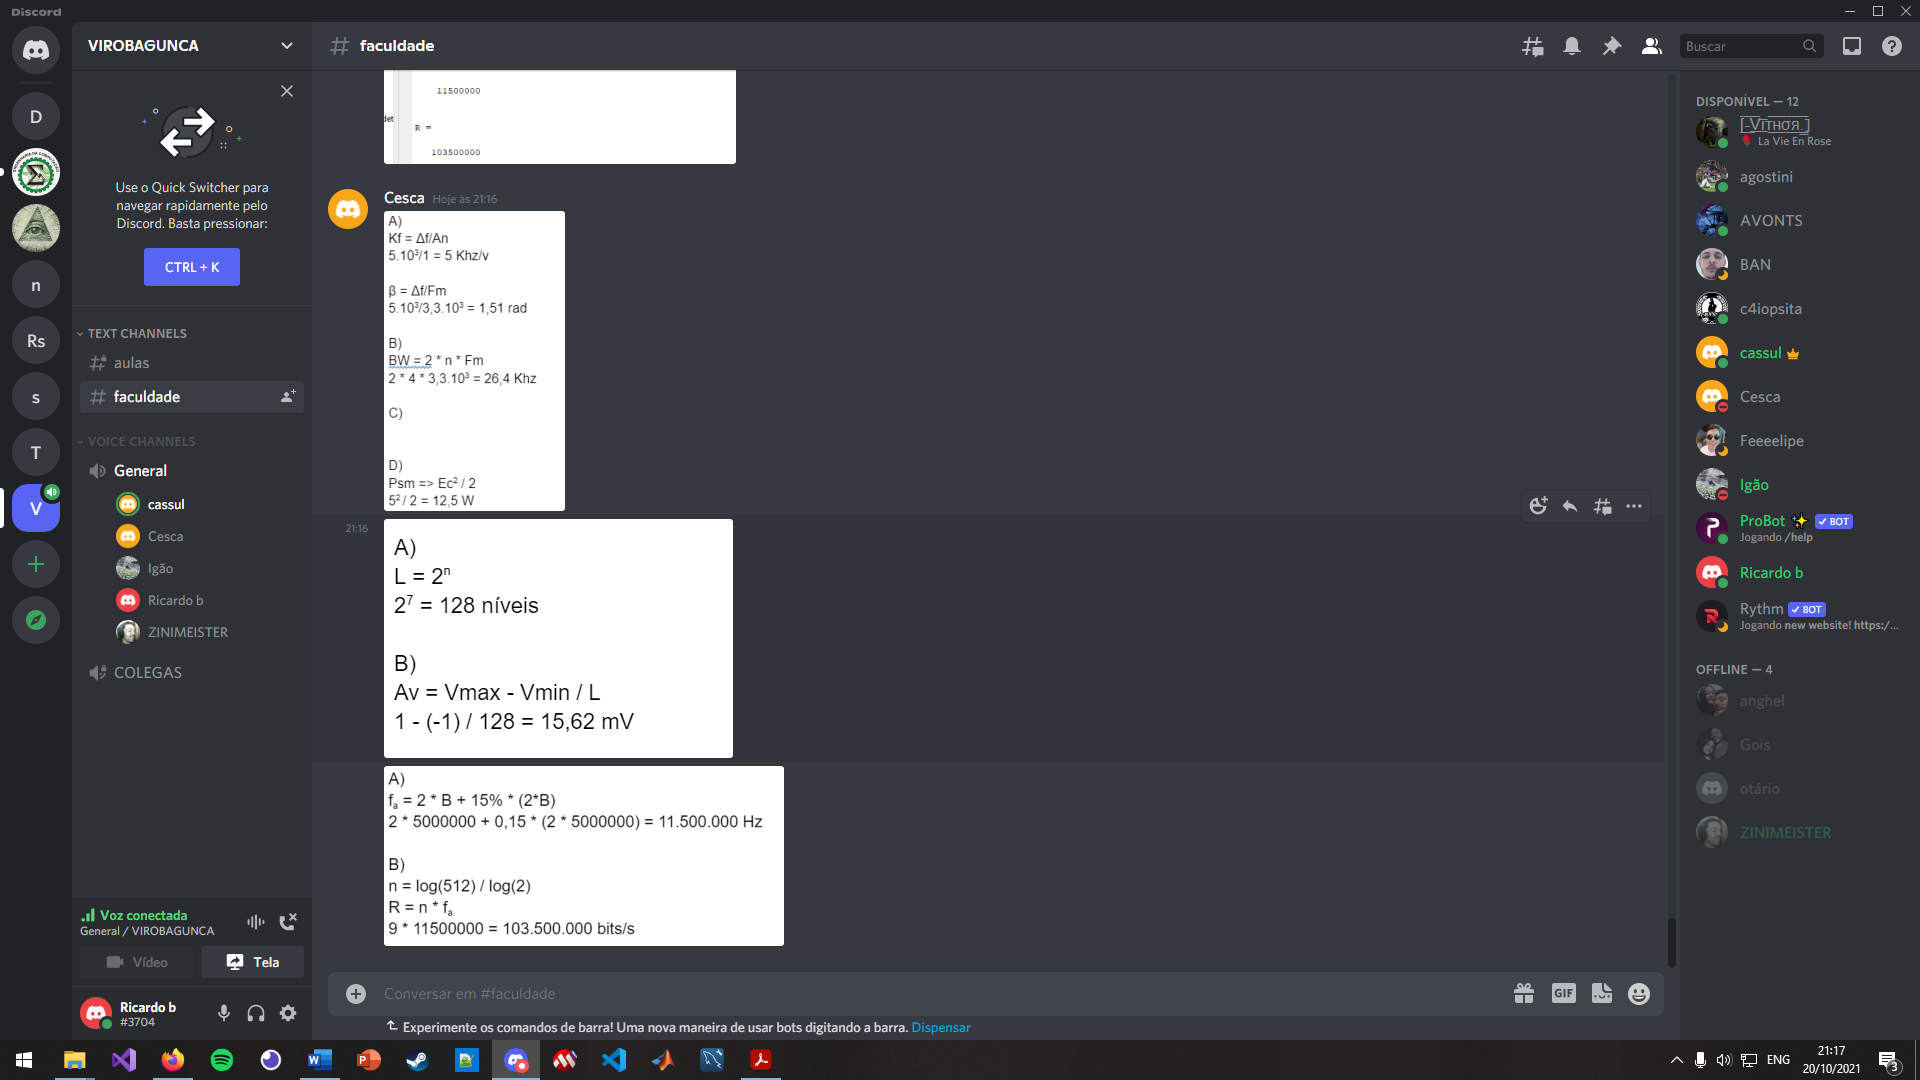 Discord
VIROBAGUNCA
faculdade
Buscar
Use o Quick Switcher para
navegar rapidamente pelo
Discord. Basta pressionar:
CTRL + K
TEXT CHANNELS
aulas
faculdade
VOICE CHANNELS
General
cassul
Cesca
Igão
Ricardo b
ZINIMEISTER
COLEGAS
D
n
Rs
s
T
V
Voz conectada
General / VIROBAGUNCA
Vídeo
Tela
Ricardo b
#3704
11500000
det
R =
103500000
Cesca Hoje às 21:16
A)
Kf = Δf/An
5.10³/1 = 5 Khz/v
β = Δf/Fm
5.10³/3,3.10³ = 1,51 rad
B)
BW = 2 * n * Fm
2 * 4 * 3,3.10³ = 26,4 Khz
C)
D)
Psm => Ec² / 2
5² / 2 = 12,5 W
21:16
A)
L = 2ⁿ
2⁷ = 128 níveis
B)
Av = Vmax - Vmin / L
1 - (-1) / 128 = 15,62 mV
A)
fₐ = 2 * B + 15% * (2*B)
2 * 5000000 + 0,15 * (2 * 5000000) = 11.500.000 Hz
B)
n = log(512) / log(2)
R = n * fₐ
9 * 11500000 = 103.500.000 bits/s
Conversar em #faculdade
GIF
Experimente os comandos de barra! Uma nova maneira de usar bots digitando a barra. Dispensar
DISPONÍVEL — 12
La Vie En Rose
agostini
AVONTS
BAN
c4iopsita
cassul
Cesca
Feeeelipe
Igão
ProBot ✨ BOT
Jogando /help
Ricardo b
Rythm BOT
Jogando new website! https:/...
OFFLINE — 4
anghel
Gois
otário
ZINIMEISTER
ENG
21:17
20/10/2021
3